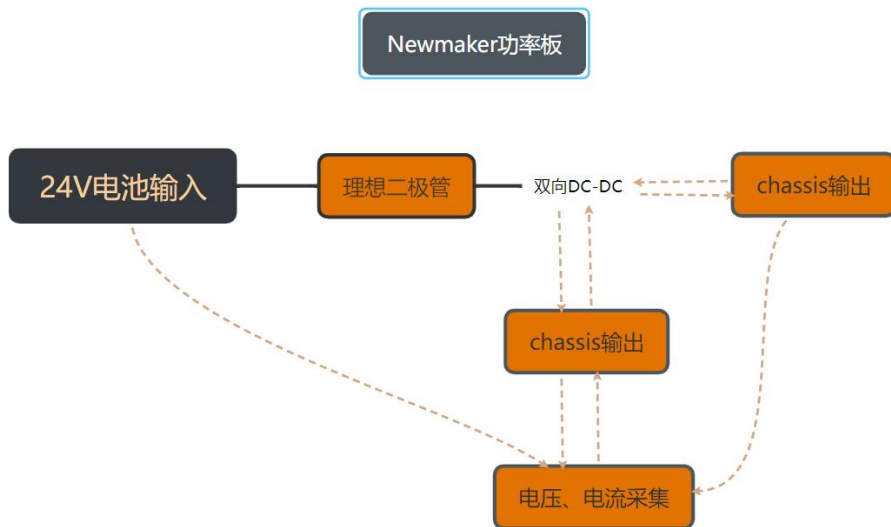 Newmaker功率板
24V电池输入
理想二极管
双向DC-DC
chassis输出
chassis输出
电压、电流采集